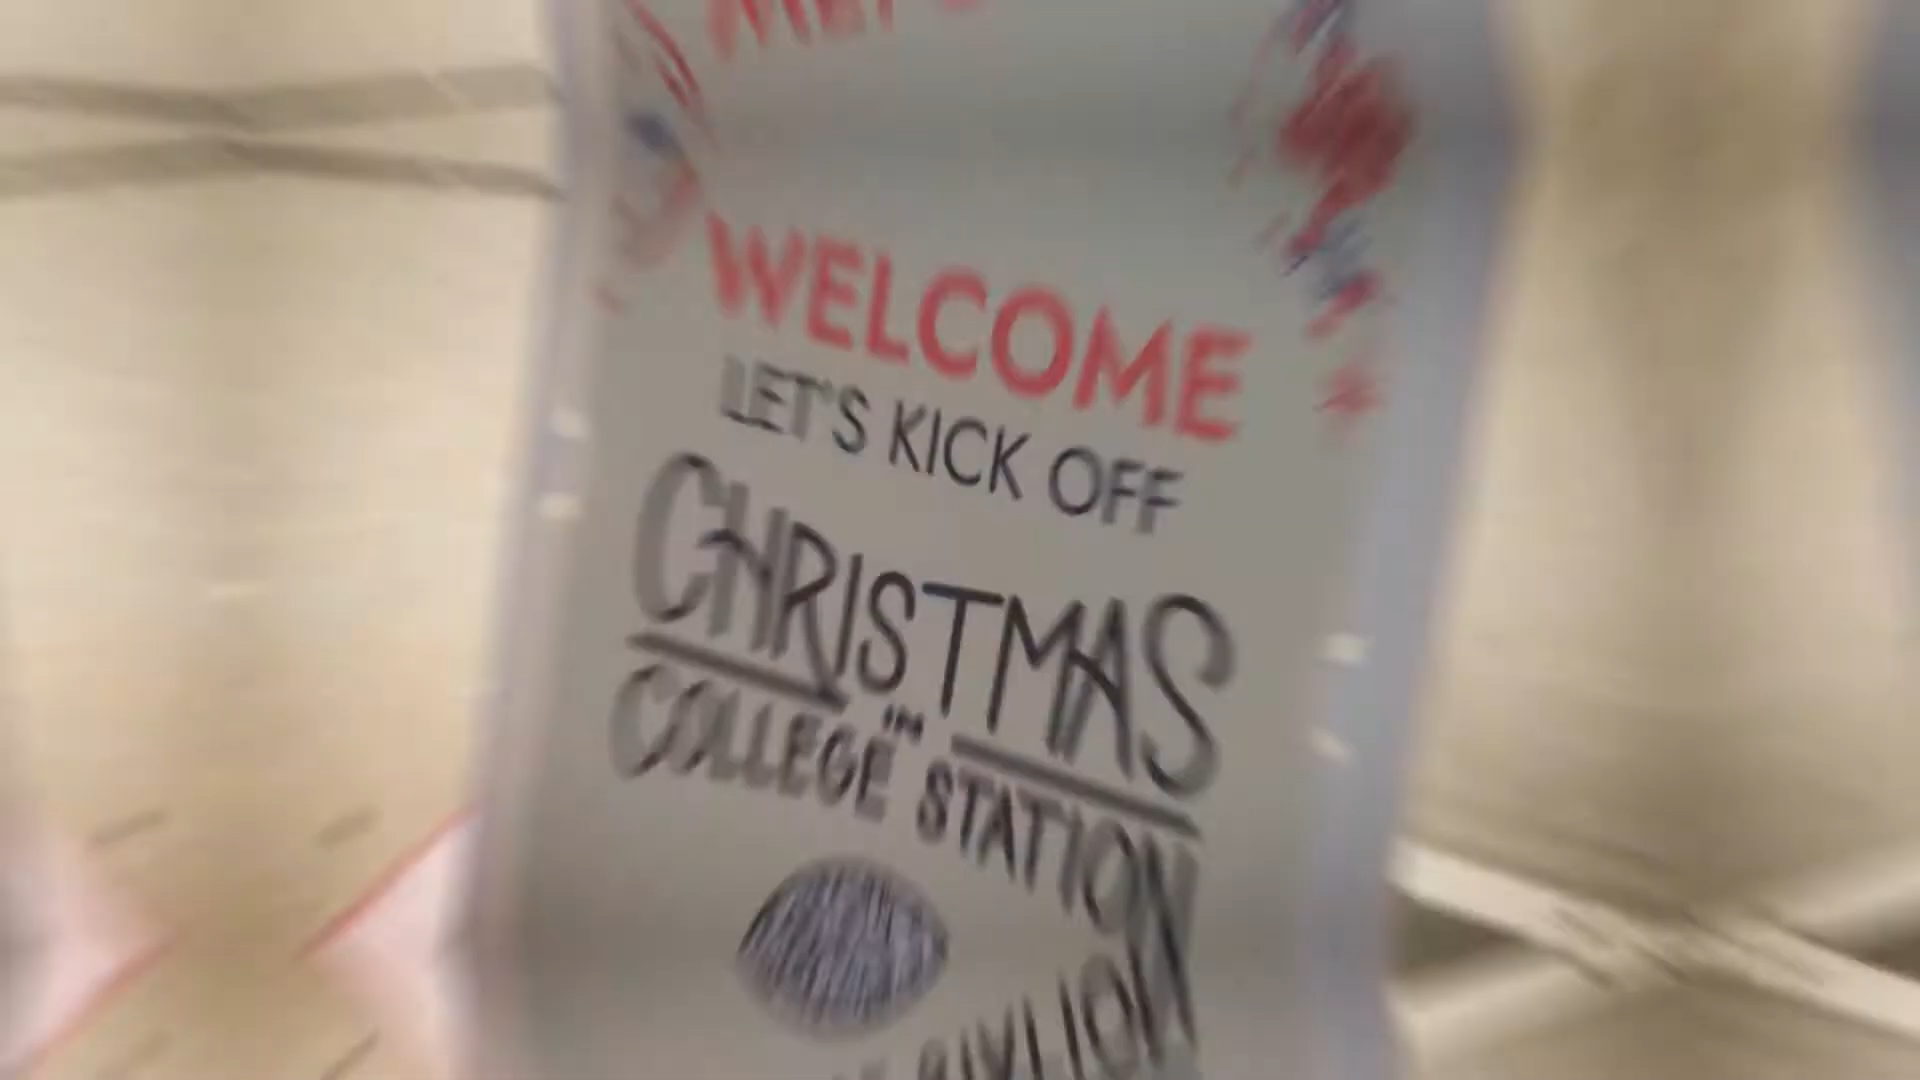 WELCOME
LET'S KICK OFF
CHRISTMAS
IN
COLLEGE STATION